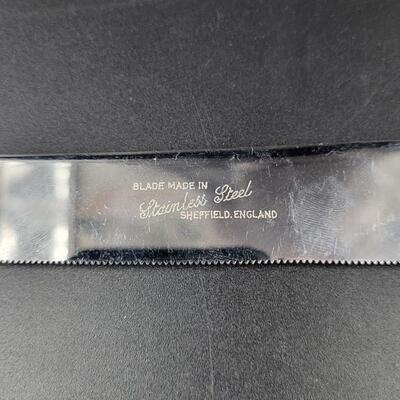 BLADE MADE IN
Stainless Steel
SHEFFIELD, ENGLAND